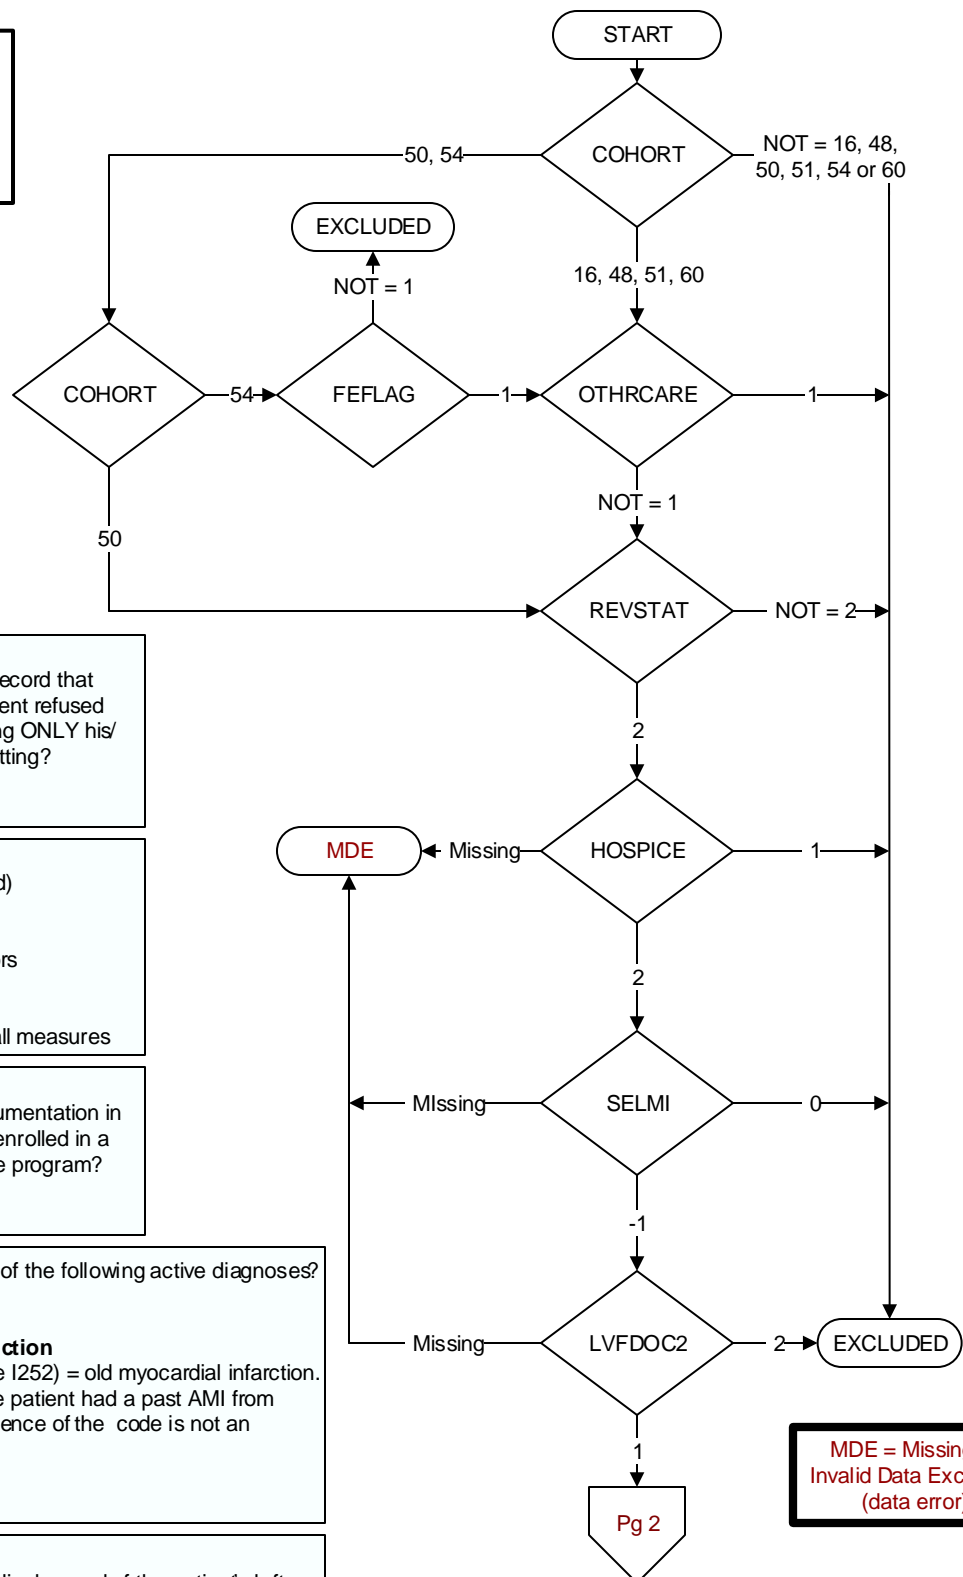 START
COHORT
50, 54
NOT = 16, 48,
50, 51, 54 or 60
EXCLUDED
NOT = 1
16, 48, 51, 60
COHORT
54
FEFLAG
1
OTHRCARE
1
NOT = 1
50
REVSTAT
NOT = 2
2
ecord that
ent refused
g ONLY his/
tting?
MDE
Missing
HOSPICE
1
d)
rs
all measures
2
umentation in
enrolled in a
e program?
MIssing
SELMI
0
-1
of the following active diagnoses?
ction
e I252) = old myocardial infarction.
e patient had a past AMI from
ence of the code is not an
Missing
LVFDOC2
2
EXCLUDED
1
MDE = Missin
Invalid Data Exc
(data error)
Pg 2